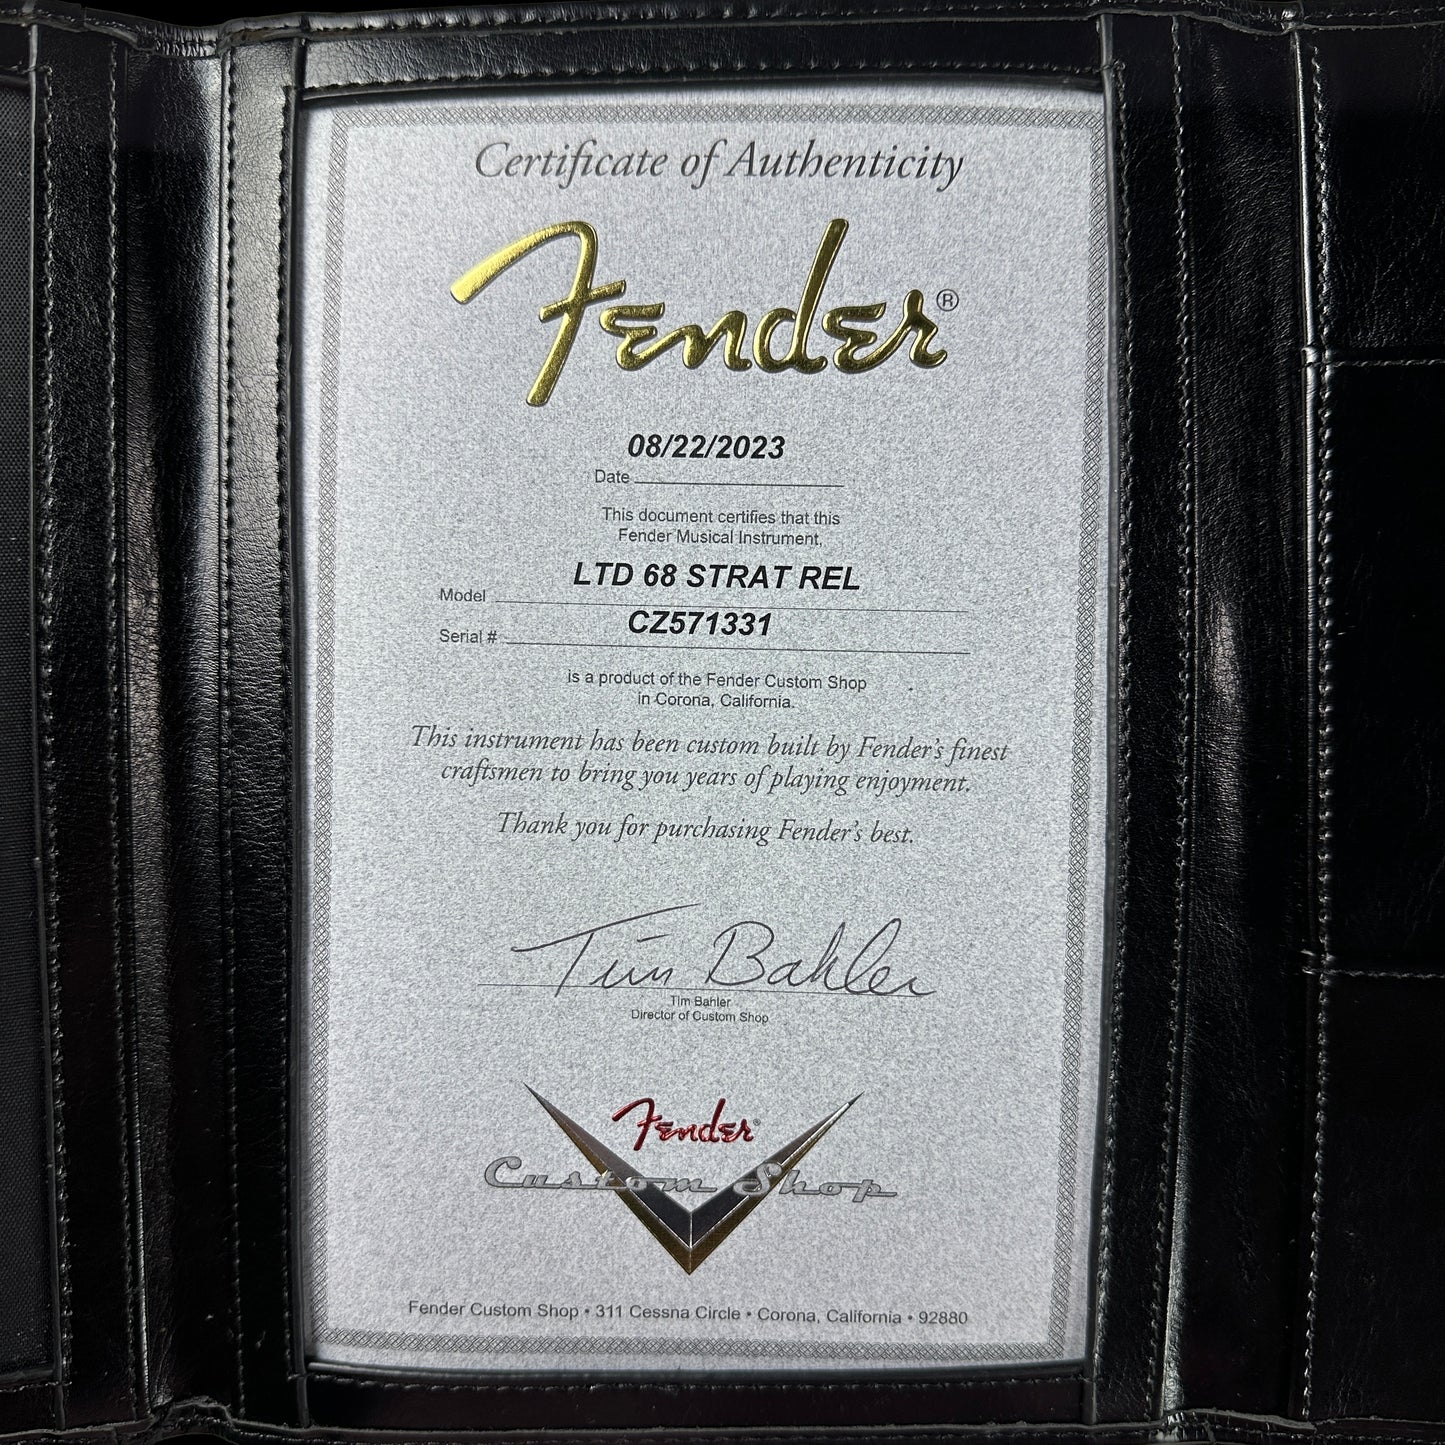 Certificate of Authenticity
Fender®
08/22/2023
Date
This document certifies that this
Fender Musical Instrument,
LTD 68 STRAT REL
Model
CZ571331
Serial #
is a product of the Fender Custom Shop
in Corona, California.
This instrument has been custom built by Fender's finest
craftsmen to bring you years of playing enjoyment.
Thank you for purchasing Fender's best.
Tim Bahler
Tim Bahler
Director of Custom Shop
Fender
Custom Shop
Fender Custom Shop • 311 Cessna Circle • Corona, California • 92880